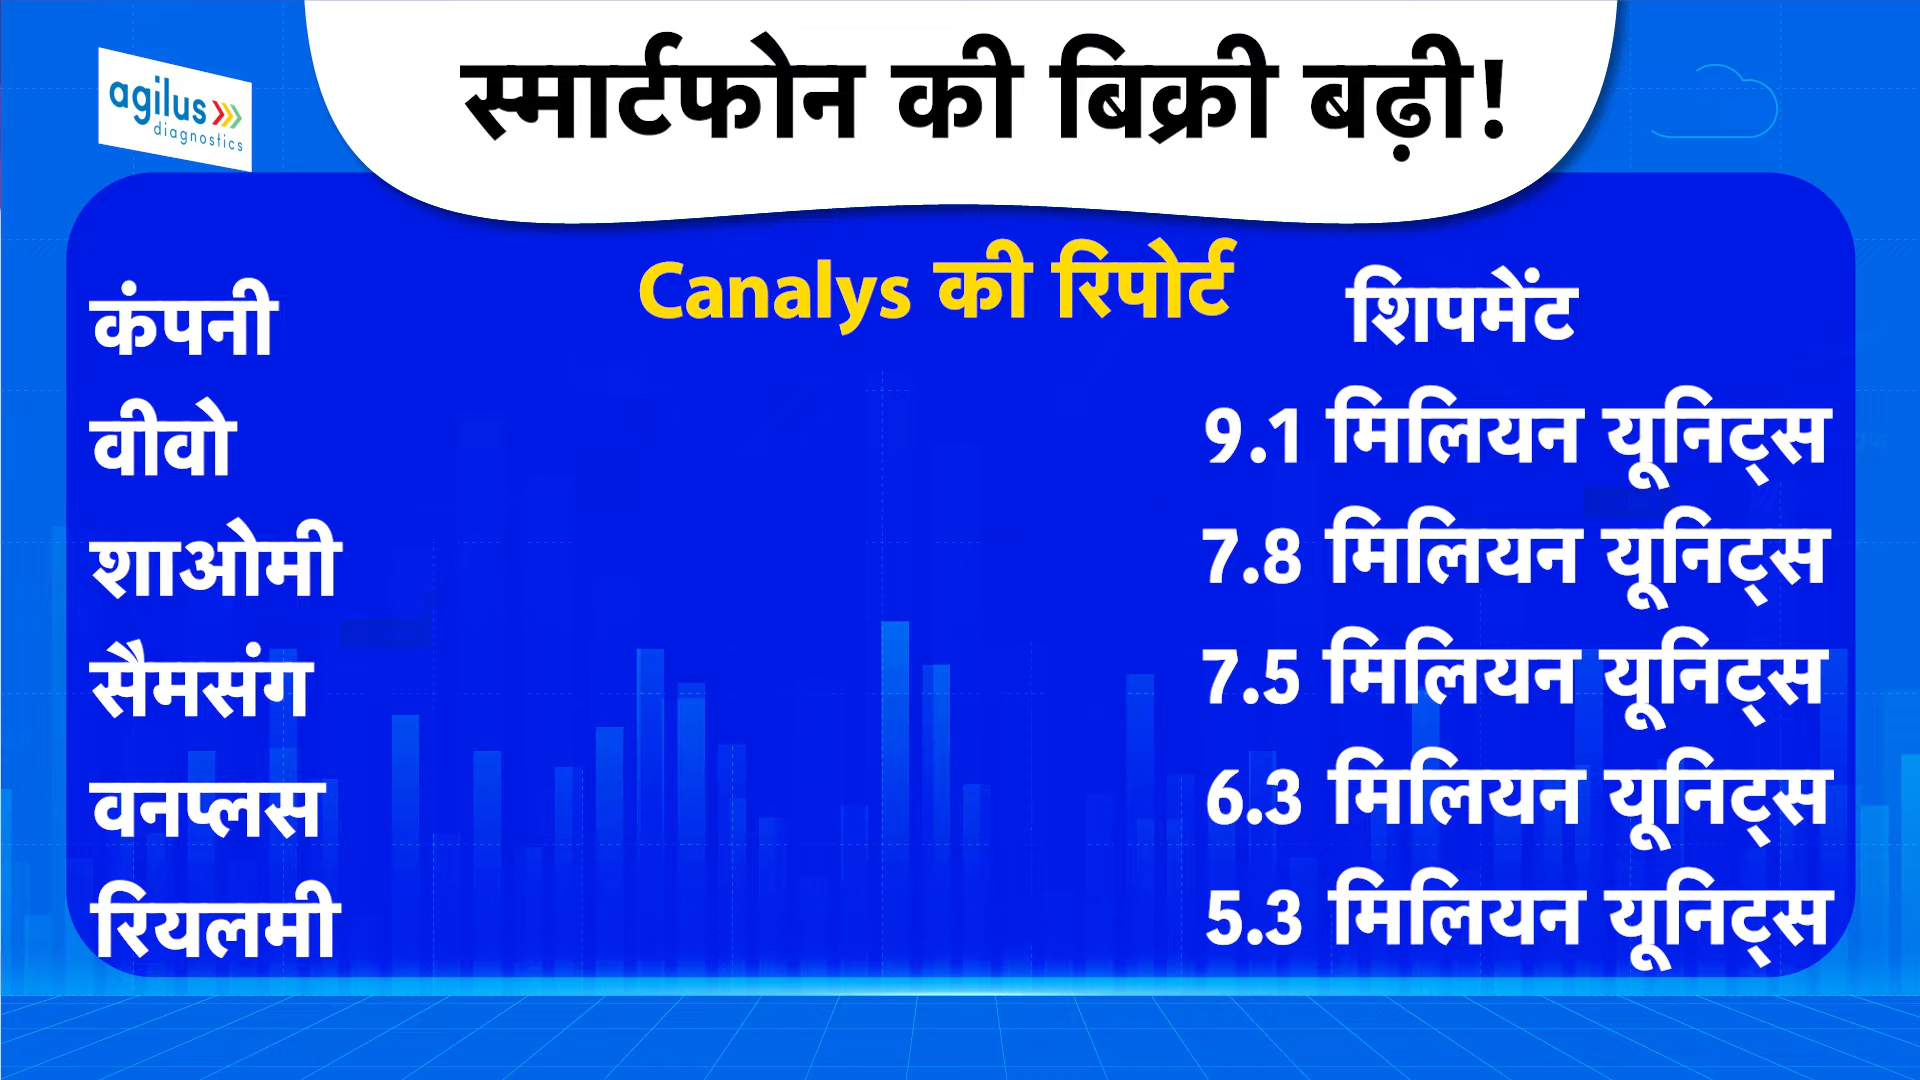 agilus
diagnostics
स्मार्टफोन की बिक्री बढ़ी!
Canalys की रिपोर्ट
कंपनी शिपमेंट
वीवो 9.1 मिलियन यूनिट्स
शाओमी 7.8 मिलियन यूनिट्स
सैमसंग 7.5 मिलियन यूनिट्स
वनप्लस 6.3 मिलियन यूनिट्स
रियलमी 5.3 मिलियन यूनिट्स